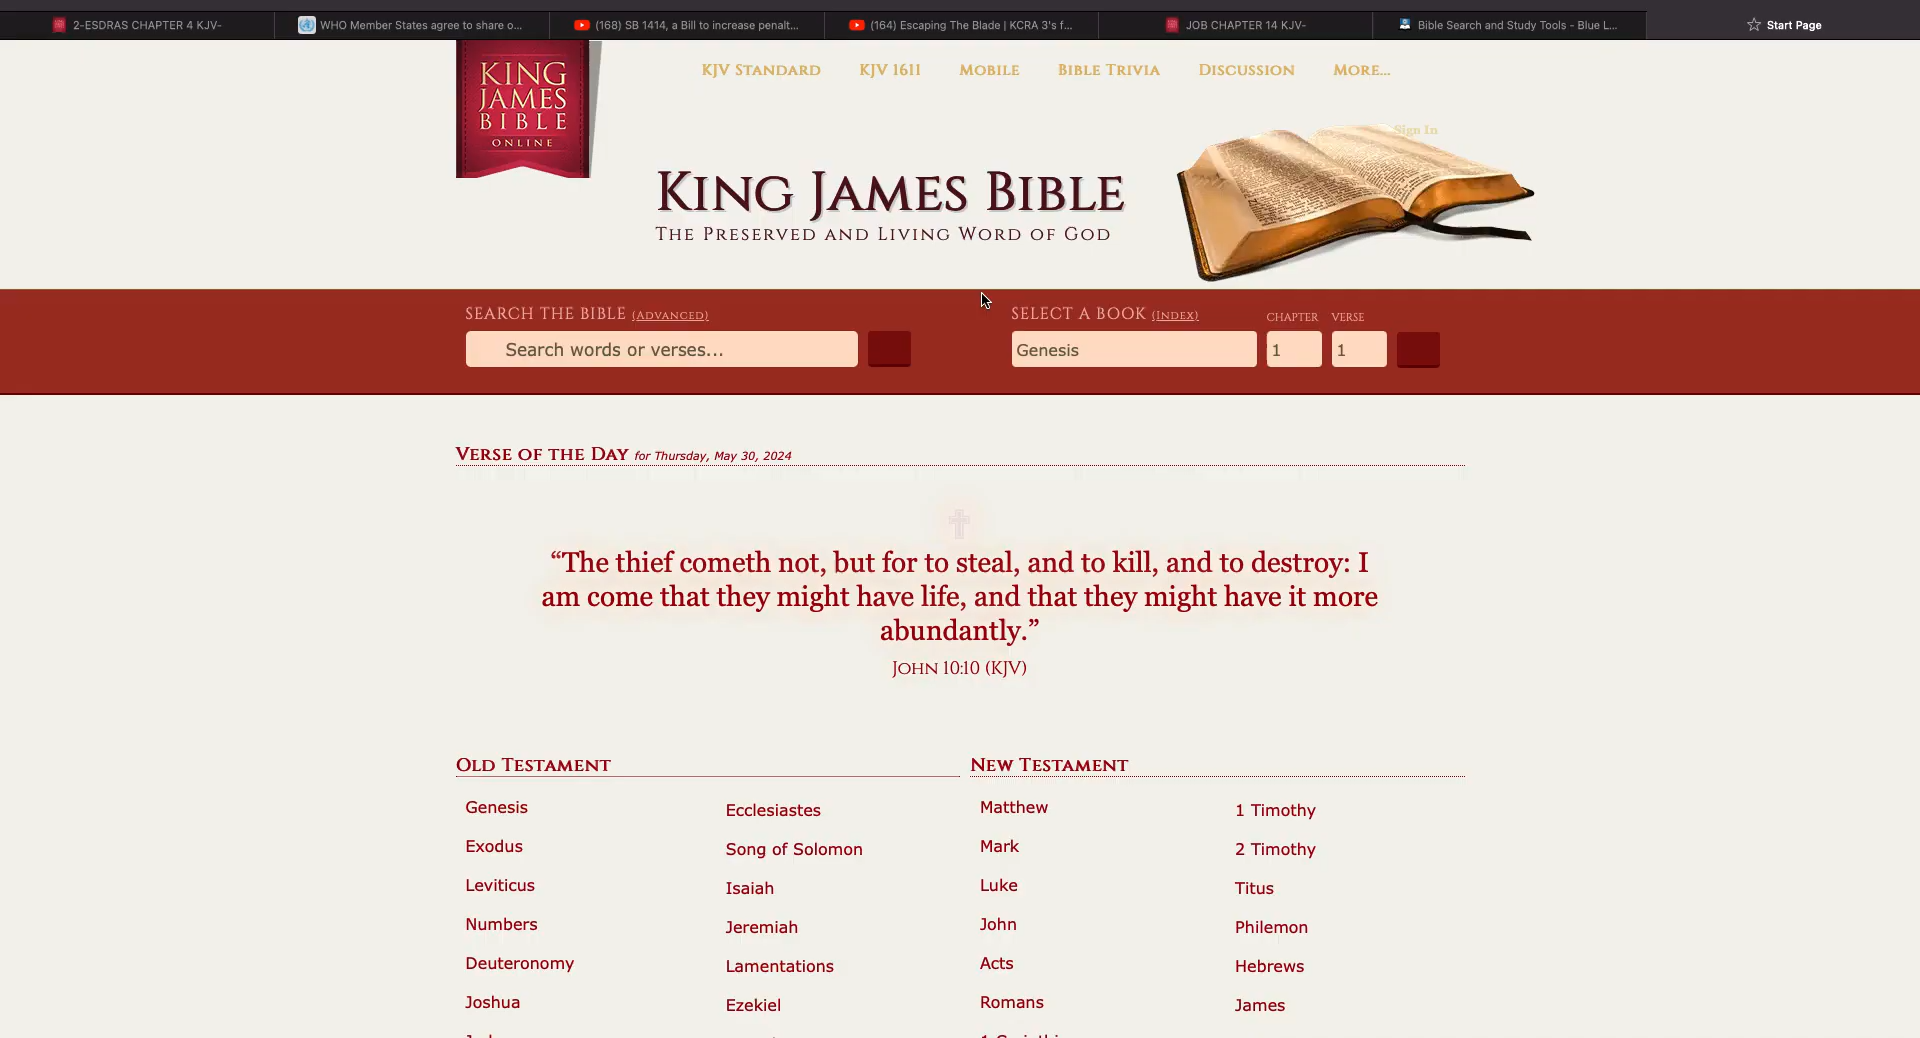 2-ESDRAS CHAPTER 4 KJV-
WHO Member States agree to share o...
(168) SB 1414, a Bill to increase penalt...
(164) Escaping The Blade | KCRA 3's f...
JOB CHAPTER 14 KJV-
Bible Search and Study Tools - Blue L...
Start Page
KING
JAMES
BIBLE
ONLINE
KJV Standard
KJV 1611
Mobile
Bible Trivia
Discussion
More...
Sign In
King James Bible
The Preserved and Living Word of God
SEARCH THE BIBLE (Advanced)
Search words or verses...
SELECT A BOOK (Index)
CHAPTER
VERSE
Genesis
1
1
Verse of the Day for Thursday, May 30, 2024
“The thief cometh not, but for to steal, and to kill, and to destroy: I
am come that they might have life, and that they might have it more
abundantly.”
John 10:10 (KJV)
Old Testament
Genesis
Exodus
Leviticus
Numbers
Deuteronomy
Joshua
Ecclesiastes
Song of Solomon
Isaiah
Jeremiah
Lamentations
Ezekiel
New Testament
Matthew
Mark
Luke
John
Acts
Romans
1 Timothy
2 Timothy
Titus
Philemon
Hebrews
James